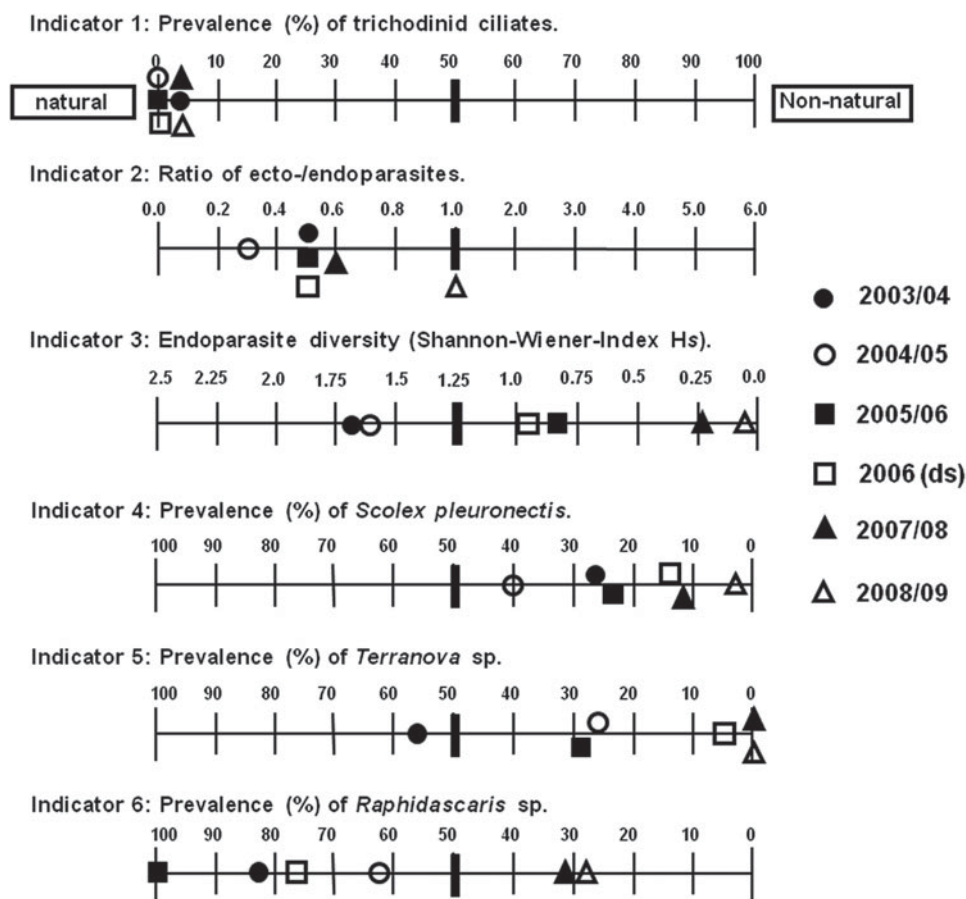 Indicator 1: Prevalence (%) of trichodinid ciliates.
0 10 20 30 40 50 60 70 80 90 100
natural
Non-natural
Indicator 2: Ratio of ecto-/endoparasites.
0.0 0.2 0.4 0.6 0.8 1.0 2.0 3.0 4.0 5.0 6.0
Indicator 3: Endoparasite diversity (Shannon-Wiener-Index Hs).
2.5 2.25 2.0 1.75 1.5 1.25 1.0 0.75 0.5 0.25 0.0
Indicator 4: Prevalence (%) of Scolex pleuronectis.
100 90 80 70 60 50 40 30 20 10 0
Indicator 5: Prevalence (%) of Terranova sp.
100 90 80 70 60 50 40 30 20 10 0
Indicator 6: Prevalence (%) of Raphidascaris sp.
100 90 80 70 60 50 40 30 20 10 0
2003/04
2004/05
2005/06
2006 (ds)
2007/08
2008/09